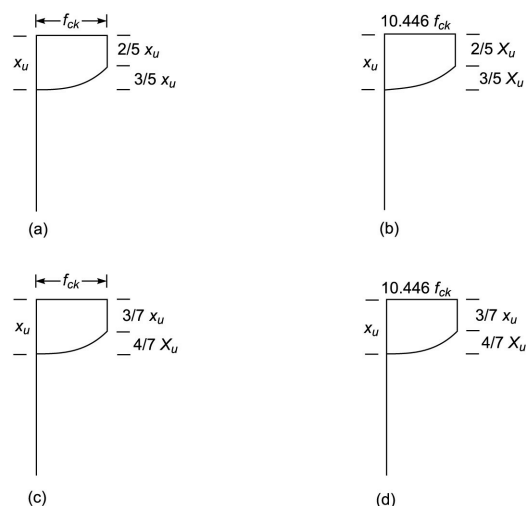 f_ck
10.446 f_ck
x_u
2/5 x_u
3/5 x_u
x_u
2/5 X_u
3/5 X_u
(a)
(b)
f_ck
10.446 f_ck
x_u
3/7 x_u
4/7 X_u
x_u
3/7 x_u
4/7 X_u
(c)
(d)